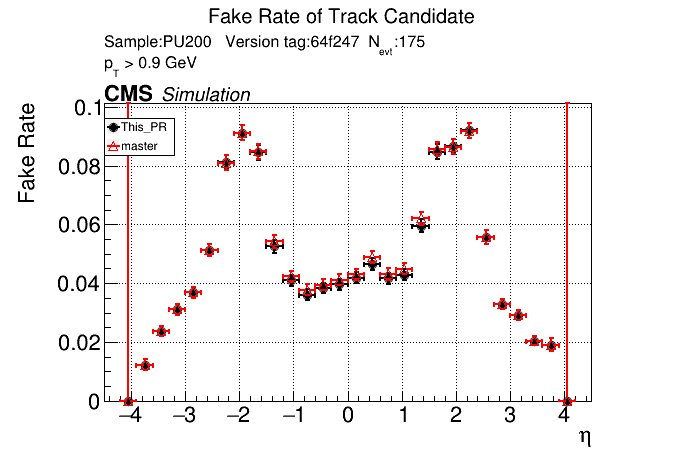 Fake Rate of Track Candidate
Sample:PU200 Version tag:64f247 N_evt:175
p_T > 0.9 GeV
CMS Simulation
Fake Rate
0.1
0.08
0.06
0.04
0.02
0
This_PR
master
−4 −3 −2 −1 0 1 2 3 4
η